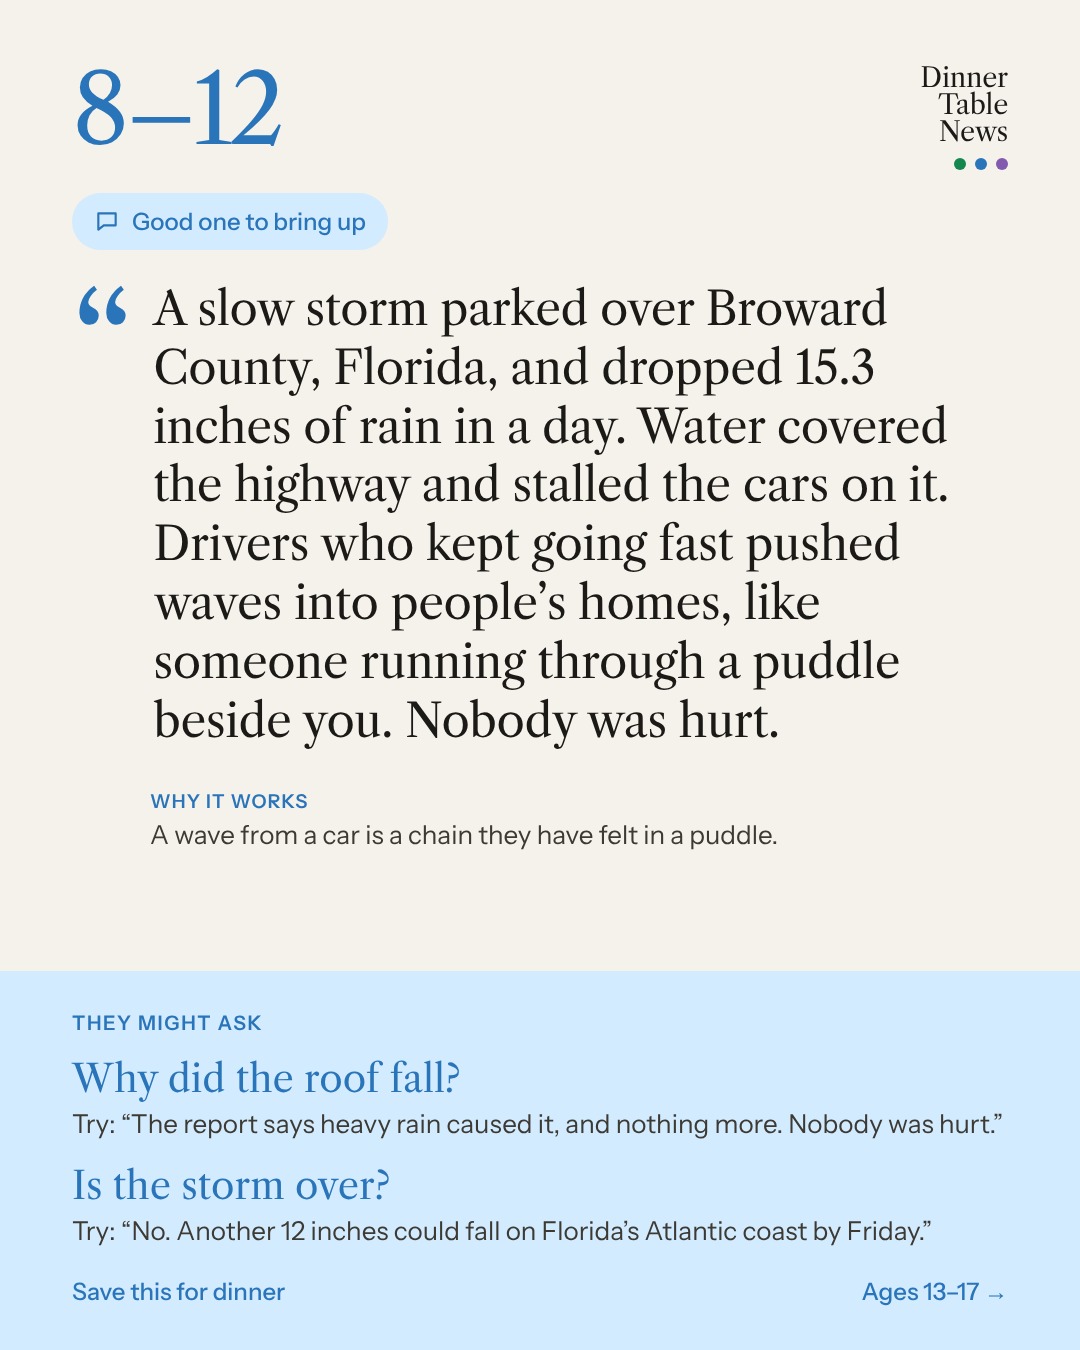 8–12
Dinner
Table
News
Good one to bring up
“A slow storm parked over Broward
County, Florida, and dropped 15.3
inches of rain in a day. Water covered
the highway and stalled the cars on it.
Drivers who kept going fast pushed
waves into people’s homes, like
someone running through a puddle
beside you. Nobody was hurt.
WHY IT WORKS
A wave from a car is a chain they have felt in a puddle.
THEY MIGHT ASK
Why did the roof fall?
Try: “The report says heavy rain caused it, and nothing more. Nobody was hurt.”
Is the storm over?
Try: “No. Another 12 inches could fall on Florida’s Atlantic coast by Friday.”
Save this for dinner
Ages 13–17 →